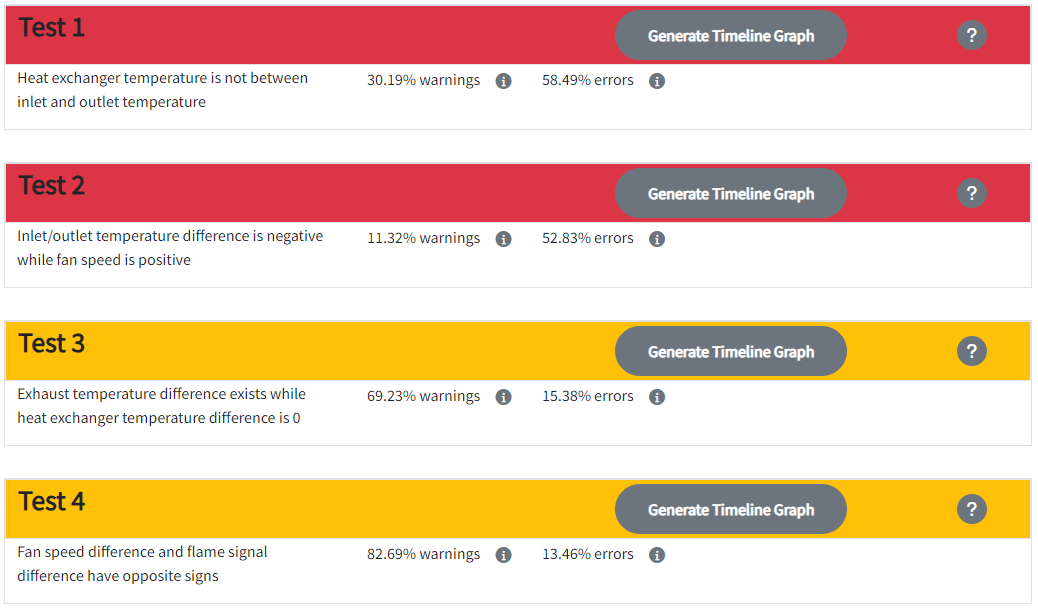 Test 1
Generate Timeline Graph
?
Heat exchanger temperature is not between
30.19% warnings
i
58.49% errors
i
inlet and outlet temperature
Test 2
Generate Timeline Graph
?
Inlet/outlet temperature difference is negative
11.32% warnings
i
52.83% errors
i
while fan speed is positive
Test 3
Generate Timeline Graph
?
Exhaust temperature difference exists while
69.23% warnings
i
15.38% errors
i
heat exchanger temperature difference is 0
Test 4
Generate Timeline Graph
?
Fan speed difference and flame signal
82.69% warnings
i
13.46% errors
i
difference have opposite signs